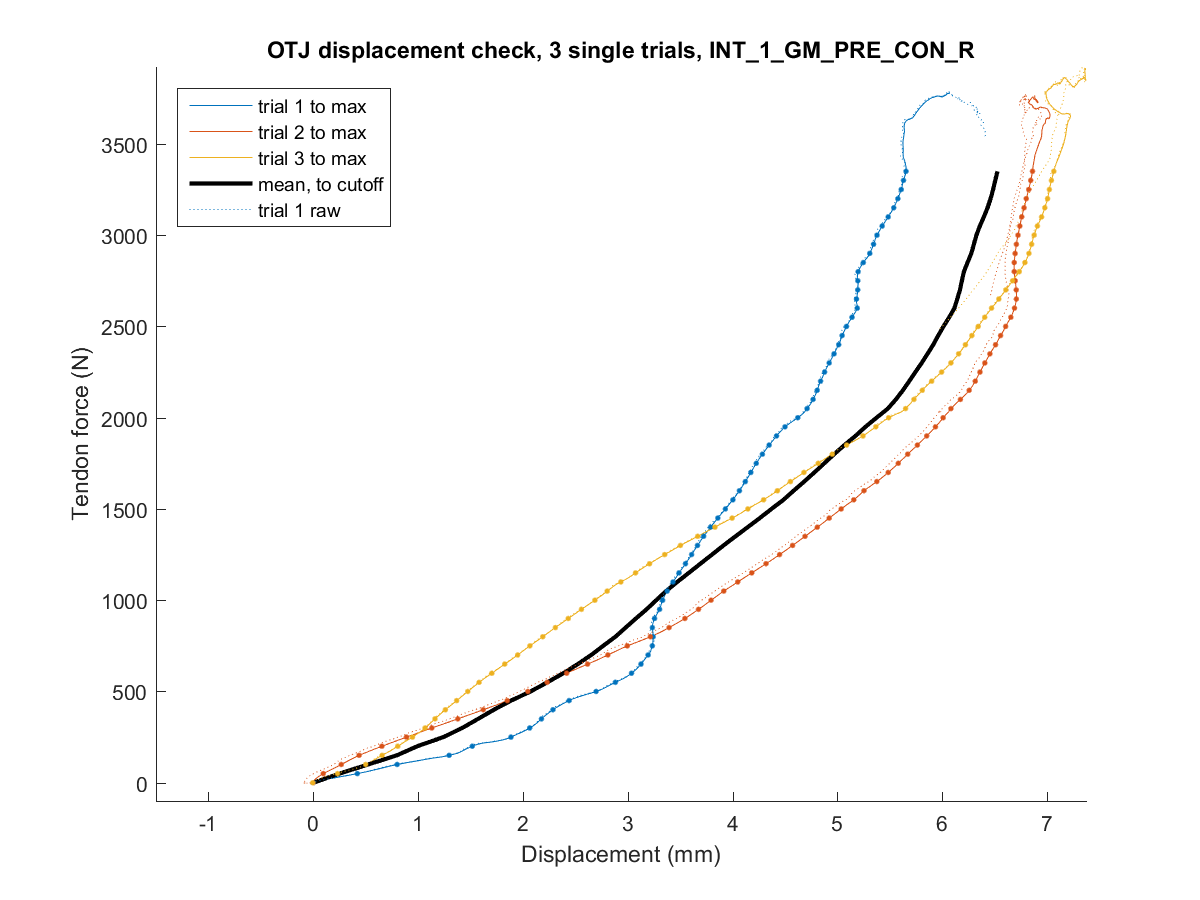 OTJ displacement check, 3 single trials, INT_1_GM_PRE_CON_R
trial 1 to max
trial 2 to max
trial 3 to max
mean, to cutoff
trial 1 raw
3500
3000
2500
2000
1500
1000
500
0
Tendon force (N)
-1 0 1 2 3 4 5 6 7
Displacement (mm)